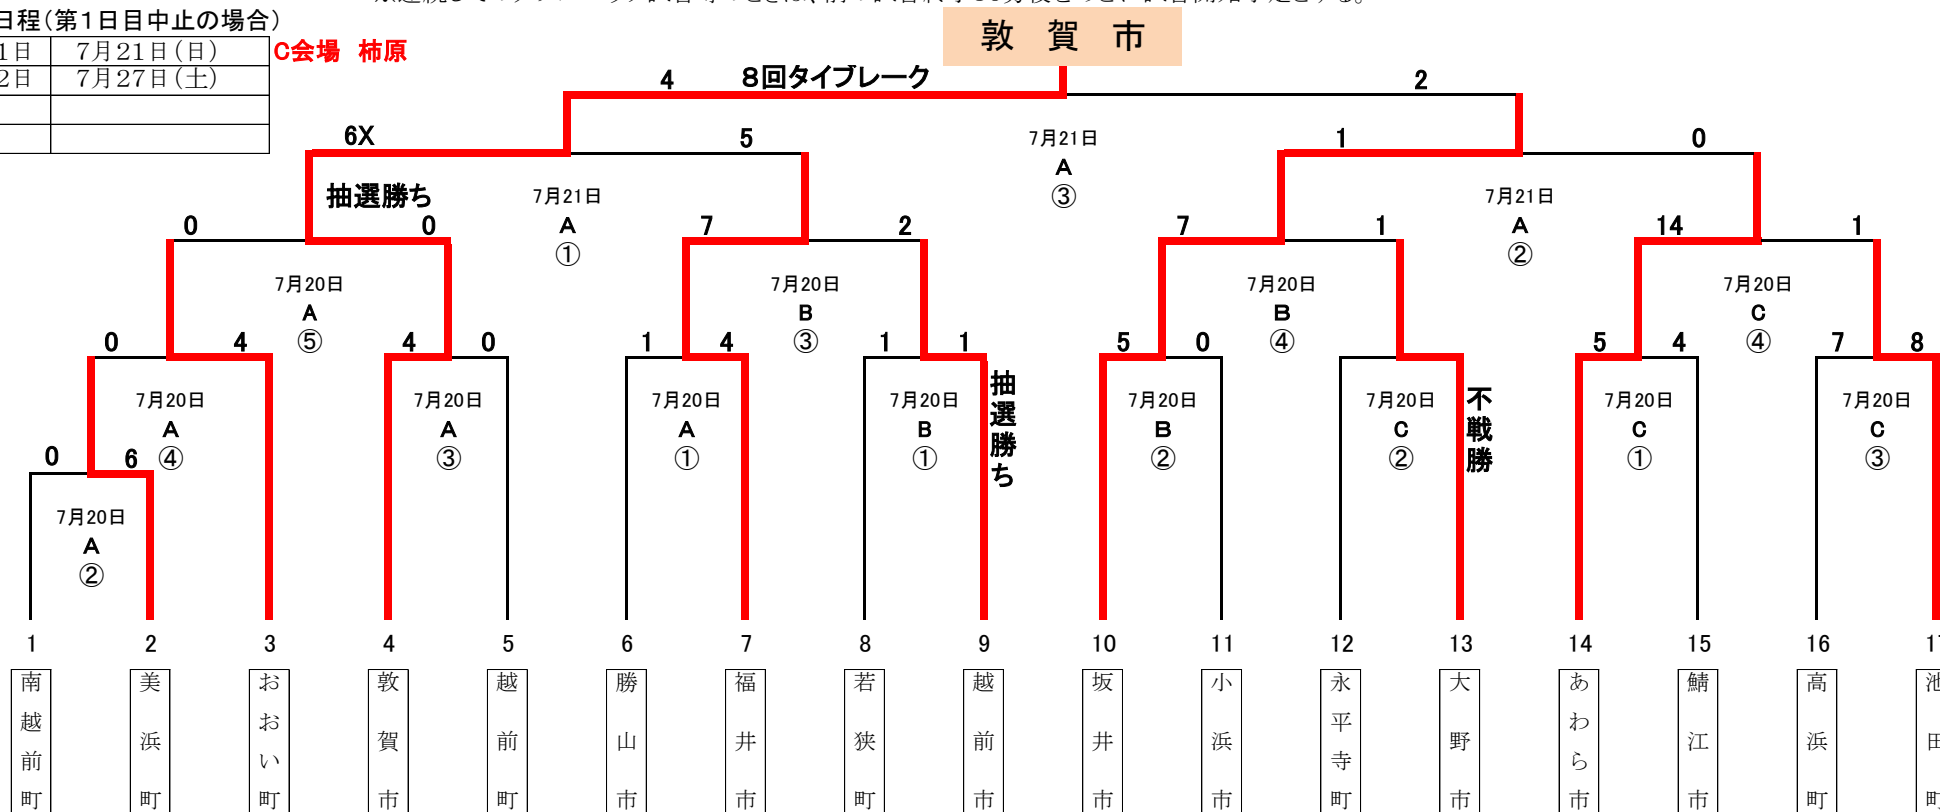 敦 賀 市
日程(第1日目中止の場合)
1日 7月21日(日)
C会場 柿原
2日 7月27日(土)
4 8回タイブレーク 2
6X 5 1 0
7月21日
A
③
抽選勝ち
7月21日
A
①
7月21日
A
②
0 0 7 2 7 1 14 1
7月20日
A
⑤
7月20日
B
③
7月20日
B
④
7月20日
C
④
0 4 4 0 1 4 1 1 5 0 5 4 7 8
抽選勝ち
不戦勝
7月20日
A
④
7月20日
A
③
7月20日
A
①
7月20日
B
①
7月20日
B
②
7月20日
C
②
7月20日
C
①
7月20日
C
③
0 6
7月20日
A
②
1 2 3 4 5 6 7 8 9 10 11 12 13 14 15 16
南越前町
美浜町
おおい町
敦賀市
越前町
勝山市
福井市
若狭町
越前市
坂井市
小浜市
永平寺町
大野市
あわら市
鯖江市
高浜町
池田町